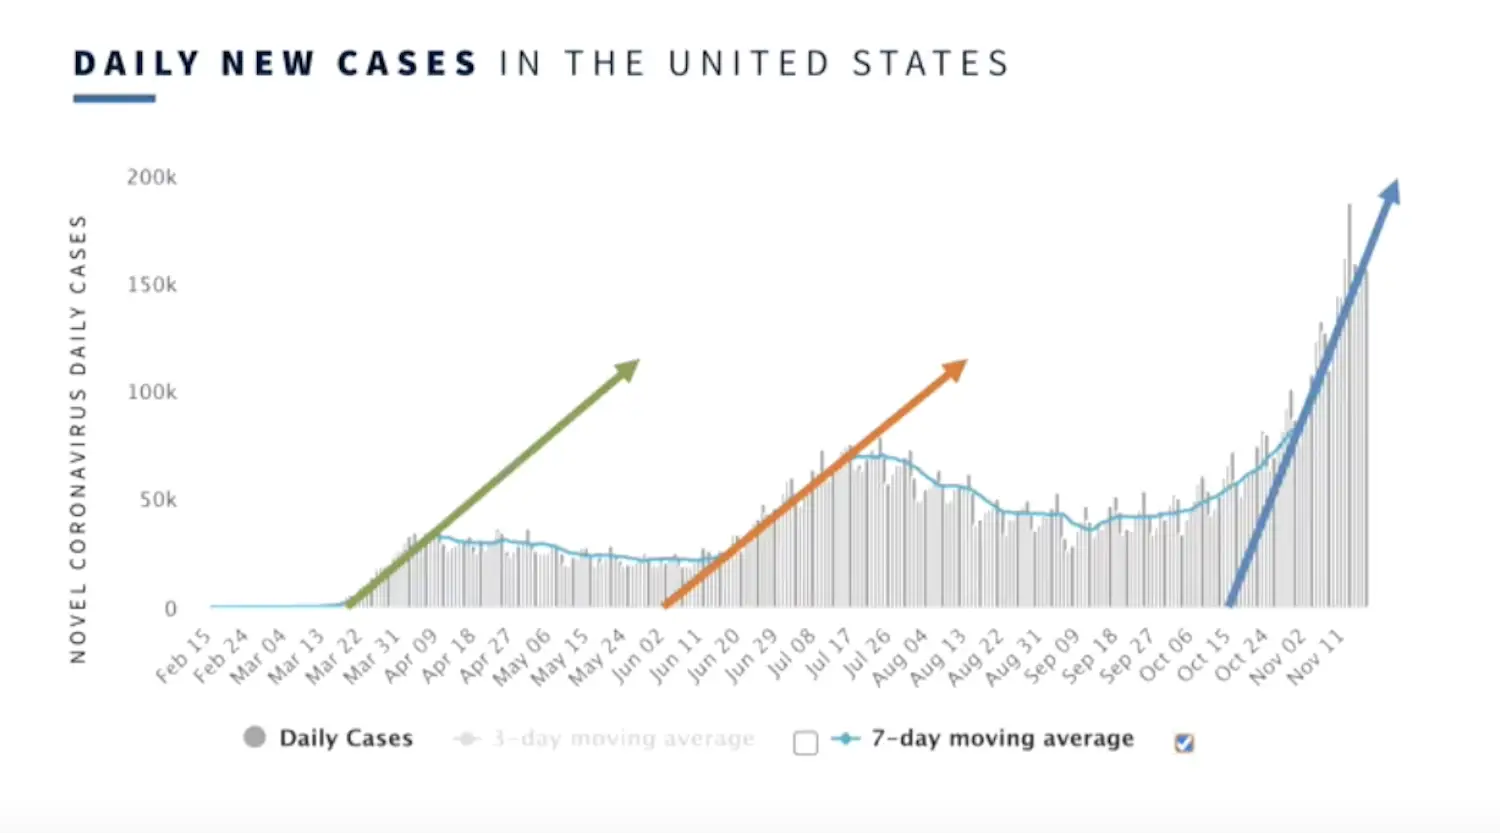 DAILY NEW CASES IN THE UNITED STATES
NOVEL CORONAVIRUS DAILY CASES
200k
150k
100k
50k
0
Feb 15
Feb 24
Mar 04
Mar 13
Mar 22
Mar 31
Apr 09
Apr 18
Apr 27
May 06
May 15
May 24
Jun 02
Jun 11
Jun 20
Jun 29
Jul 08
Jul 17
Jul 26
Aug 04
Aug 13
Aug 22
Aug 31
Sep 09
Sep 18
Sep 27
Oct 06
Oct 15
Oct 24
Nov 02
Nov 11
Daily Cases 3-day moving average 7-day moving average